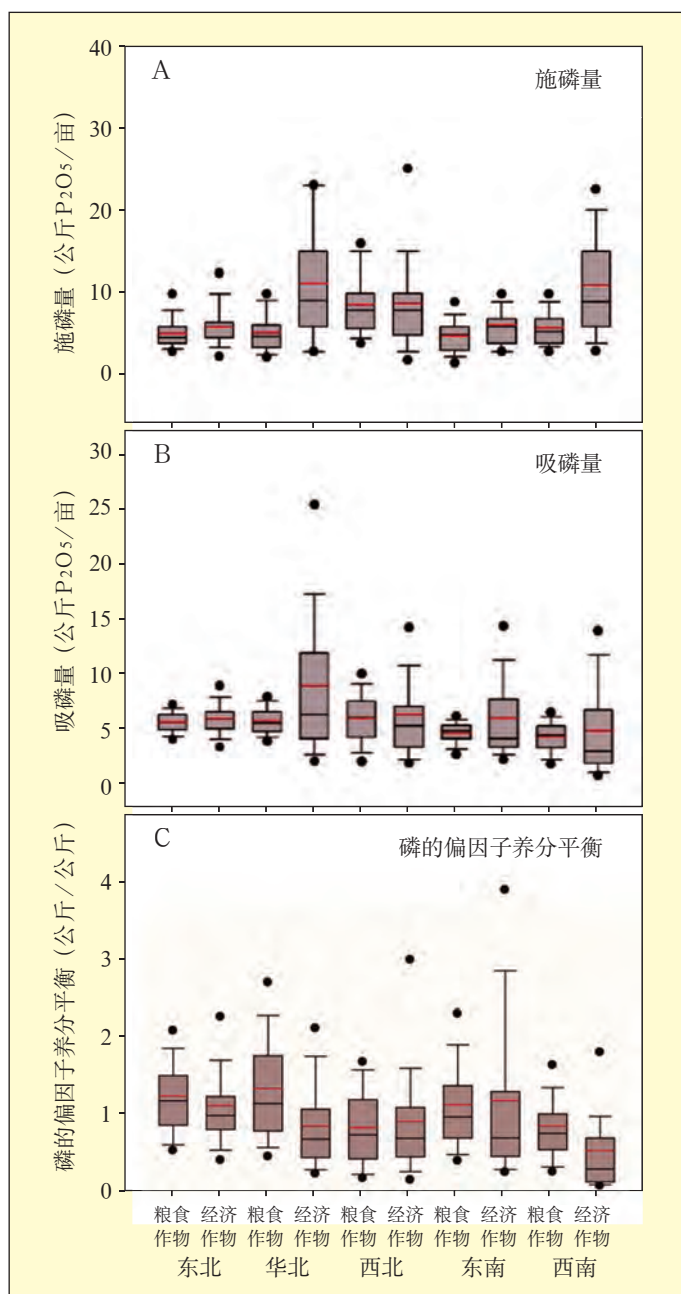 A
施磷量
施磷量（公斤P2O5/亩）
40
30
20
10
0
B
吸磷量
吸磷量（公斤P2O5/亩）
30
25
20
15
10
5
0
C
磷的偏因子养分平衡
磷的偏因子养分平衡（公斤/公斤）
4
3
2
1
0
粮食 经济 粮食 经济 粮食 经济 粮食 经济 粮食 经济
作物 作物 作物 作物 作物 作物 作物 作物 作物 作物
东北 华北 西北 东南 西南